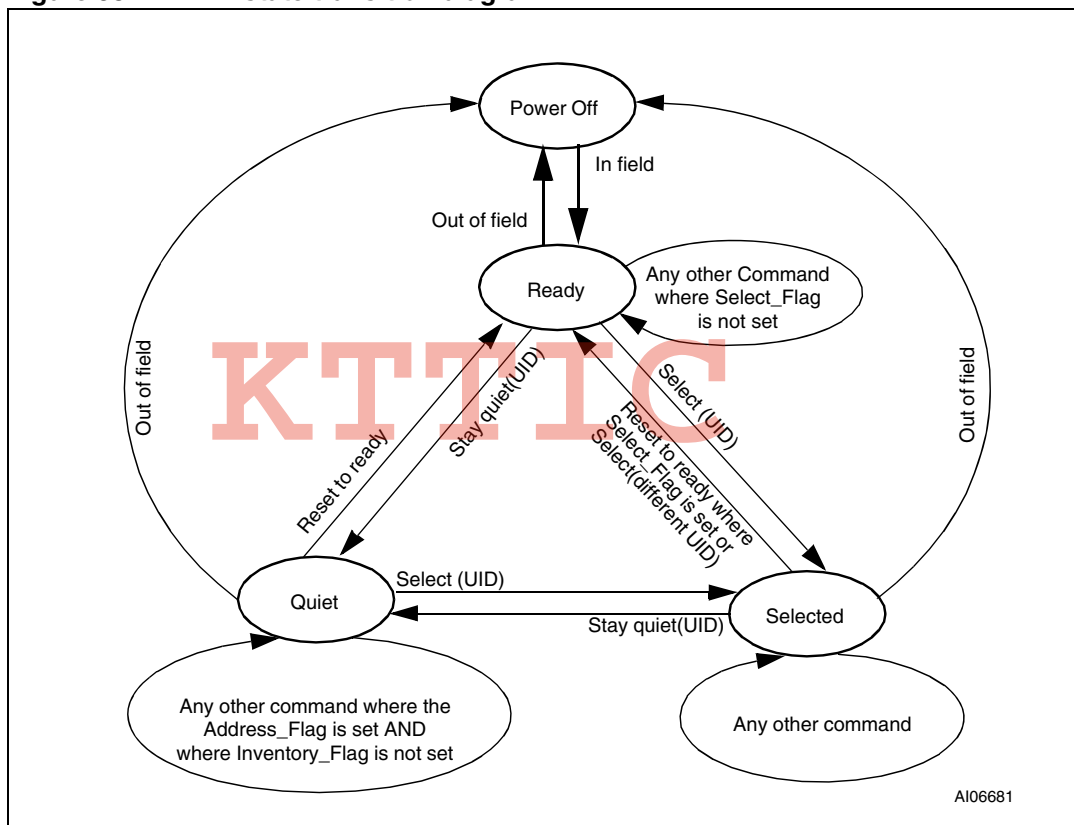 Power Off
In field
Out of field
Ready
Any other Command
where Select_Flag
is not set
Out of field
Out of field
KTTIC
Stay quiet(UID)
Select (UID)
Reset to ready where
Select_Flag is set or
Select(different UID)
Reset to ready
Quiet
Select (UID)
Stay quiet(UID)
Selected
Any other command where the
Address_Flag is set AND
where Inventory_Flag is not set
Any other command
AI06681